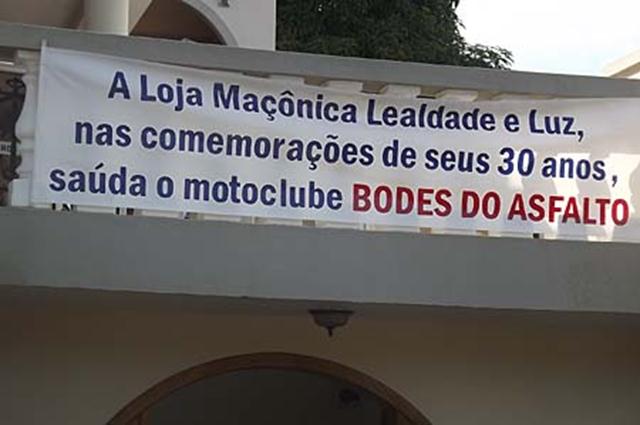 A Loja Maçônica Lealdade e Luz,
nas comemorações de seus 30 anos,
saúda o motoclube BODES DO ASFALTO